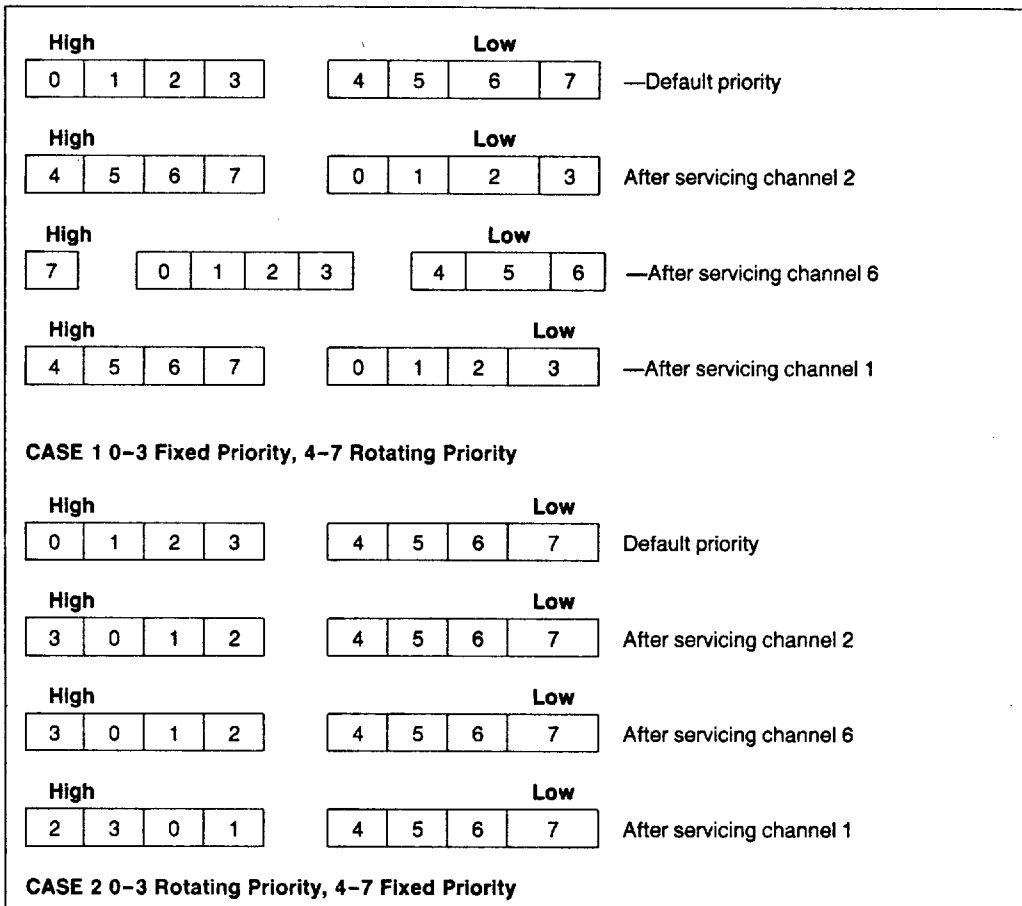 High Low
0 1 2 3 4 5 6 7 —Default priority
High Low
4 5 6 7 0 1 2 3 After servicing channel 2
High Low
7 0 1 2 3 4 5 6 —After servicing channel 6
High Low
4 5 6 7 0 1 2 3 —After servicing channel 1
CASE 1 0–3 Fixed Priority, 4–7 Rotating Priority
High Low
0 1 2 3 4 5 6 7 Default priority
High Low
3 0 1 2 4 5 6 7 After servicing channel 2
High Low
3 0 1 2 4 5 6 7 After servicing channel 6
High Low
2 3 0 1 4 5 6 7 After servicing channel 1
CASE 2 0–3 Rotating Priority, 4–7 Fixed Priority